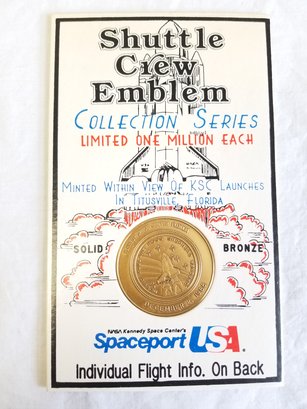 Shuttle
Crew
Emblem
COLLECTION SERIES
LIMITED ONE MILLION EACH
MINTED WITHIN VIEW OF KSC LAUNCHES
IN TITUSVILLE, FLORIDA
SOLID BRONZE
NASA Kennedy Space Center's
Spaceport USA
Individual Flight Info. On Back